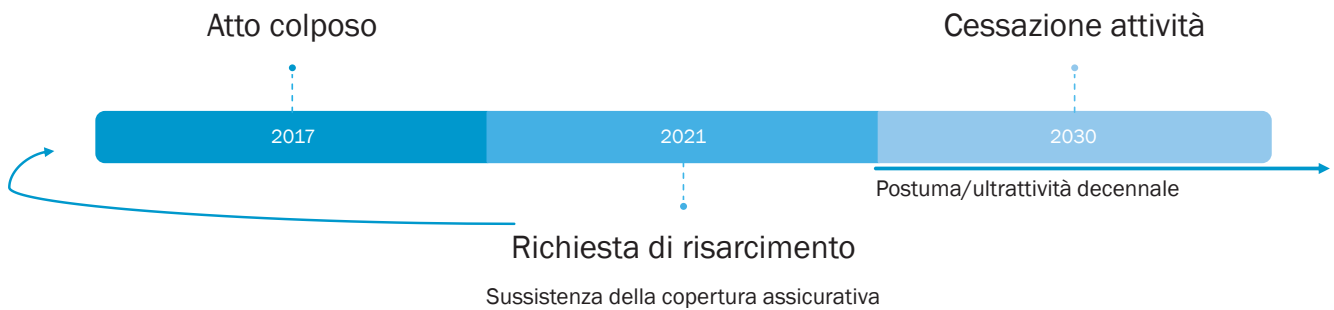 Atto colposo
Cessazione attività
2017
2021
2030
Postuma/ultrattività decennale
Richiesta di risarcimento
Sussistenza della copertura assicurativa